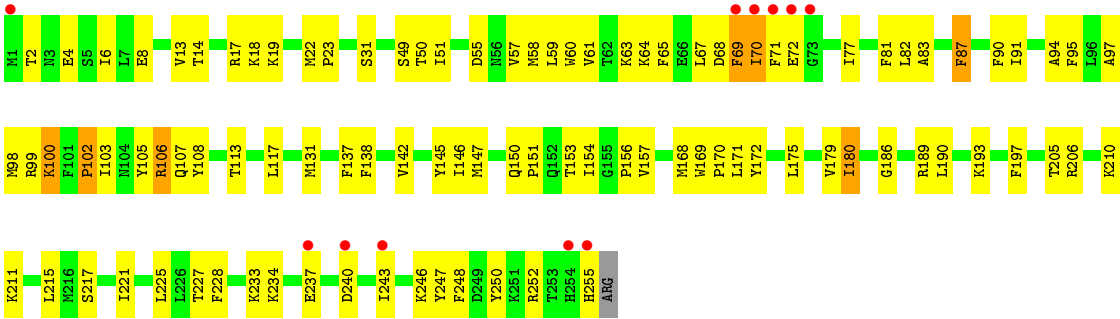 M1 T2 N3 E4 S5 I6 L7 E8 V13 T14 R17 K18 K19 M22 P23 S31 S49 T50 I51 D55 N56 V57 M58 L59 W60 V61 T62 K63 K64 F65 E66 L67 D68 F69 I70 F71 E72 G73 I77 F81 L82 A83 F87 F90 I91 A94 F95 L96 A97
M98 R99 K100 F101 P102 I103 N104 Y105 R106 Q107 Y108 T113 L117 M131 F137 F138 V142 Y145 I146 M147 Q150 P151 Q152 T153 I154 G155 P156 V157 M168 W169 P170 L171 Y172 L175 V179 I180 G186 R189 L190 K193 F197 T205 R206 K210
K211 L215 M216 S217 I221 L225 L226 T227 F228 K233 K234 E237 D240 I243 K246 Y247 F248 D249 Y250 K251 R252 T253 H254 H255 ARG